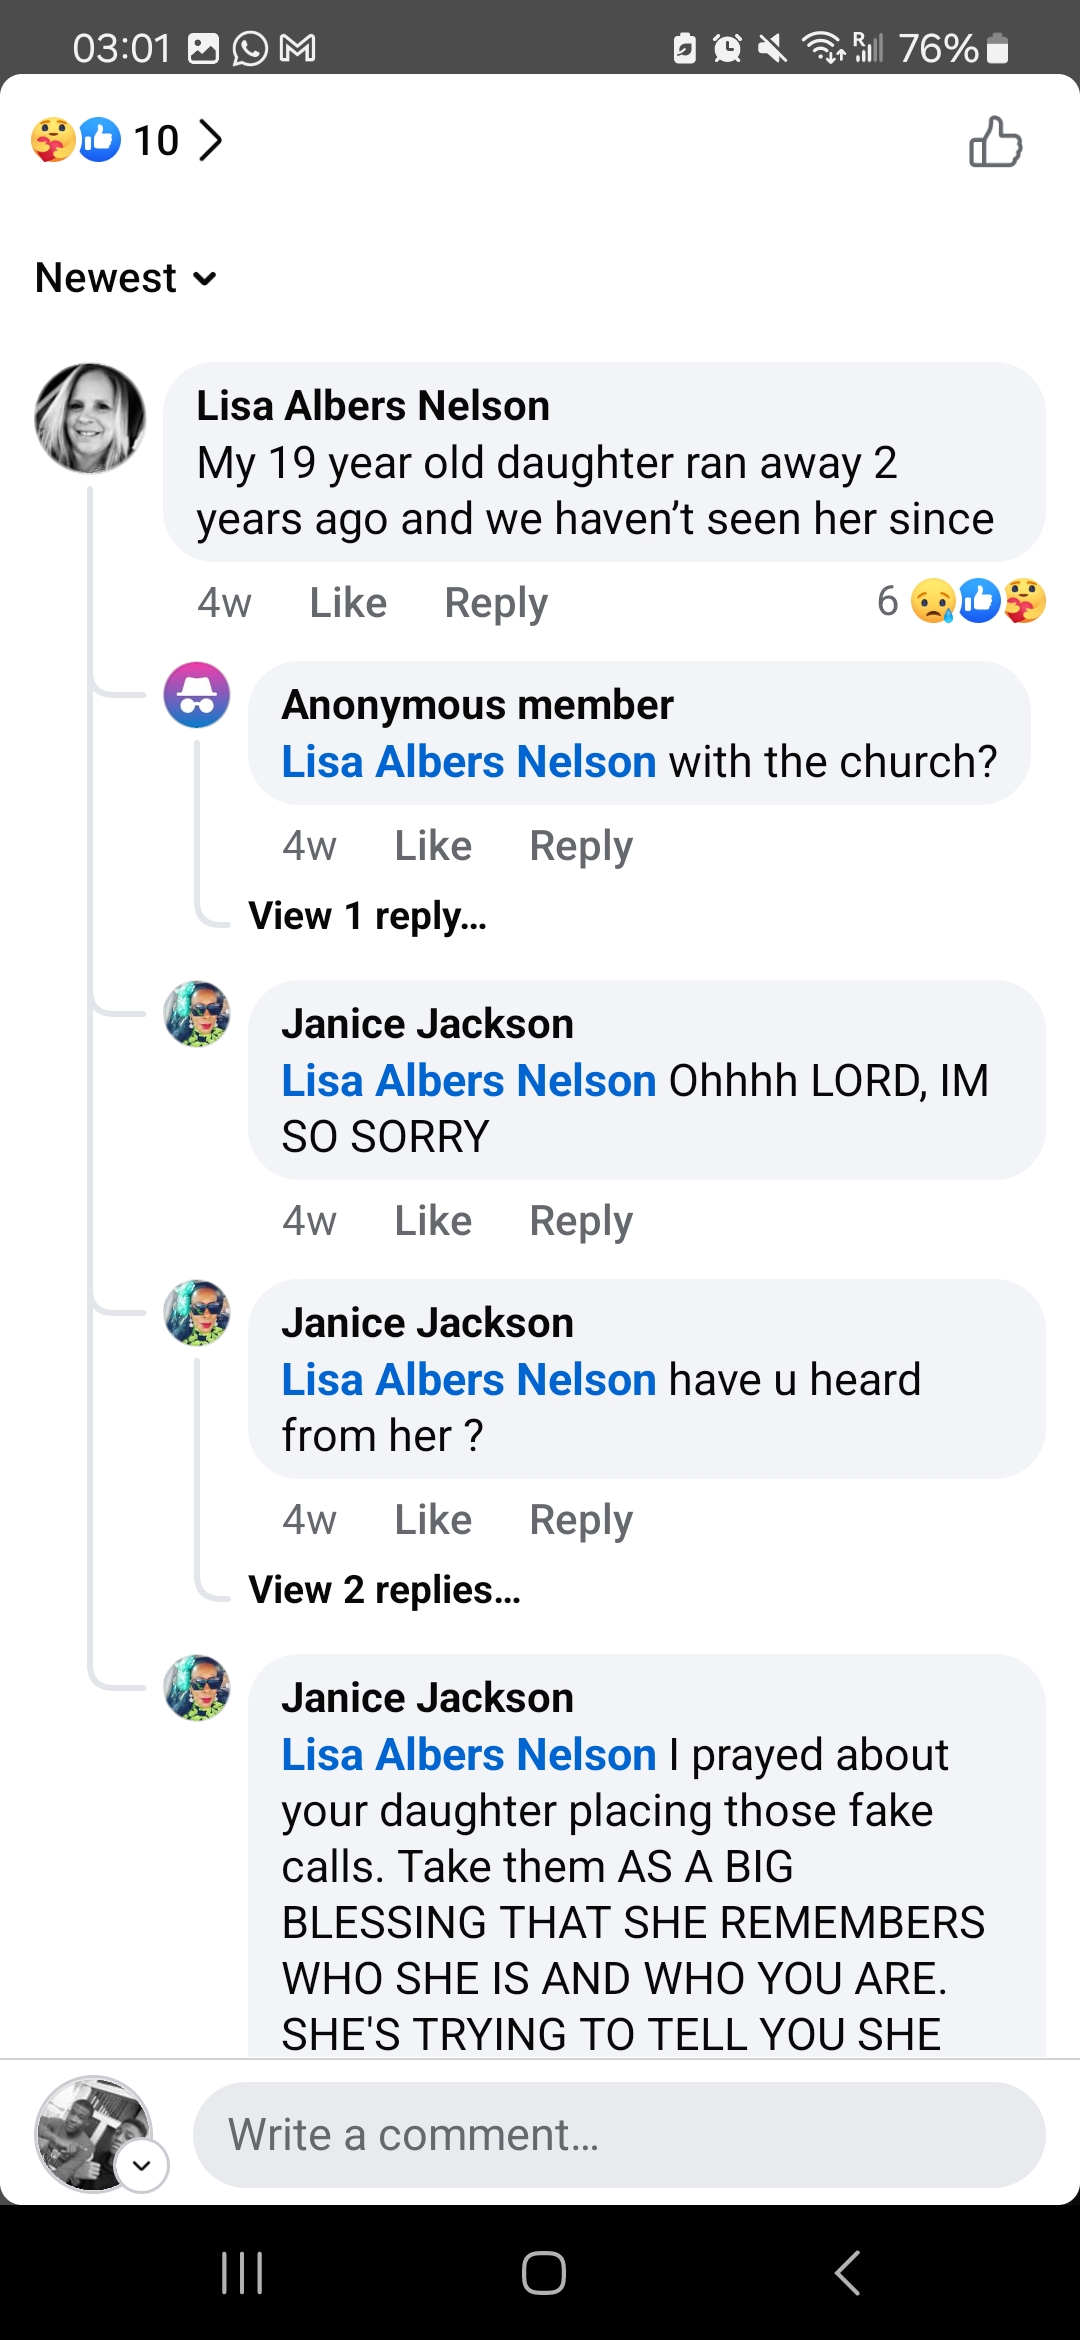 03:01 76%
10
Newest
Lisa Albers Nelson
My 19 year old daughter ran away 2
years ago and we haven’t seen her since
4w Like Reply 6
Anonymous member
Lisa Albers Nelson with the church?
4w Like Reply
View 1 reply...
Janice Jackson
Lisa Albers Nelson Ohhhh LORD, IM
SO SORRY
4w Like Reply
Janice Jackson
Lisa Albers Nelson have u heard
from her ?
4w Like Reply
View 2 replies...
Janice Jackson
Lisa Albers Nelson I prayed about
your daughter placing those fake
calls. Take them AS A BIG
BLESSING THAT SHE REMEMBERS
WHO SHE IS AND WHO YOU ARE.
SHE'S TRYING TO TELL YOU SHE
Write a comment...